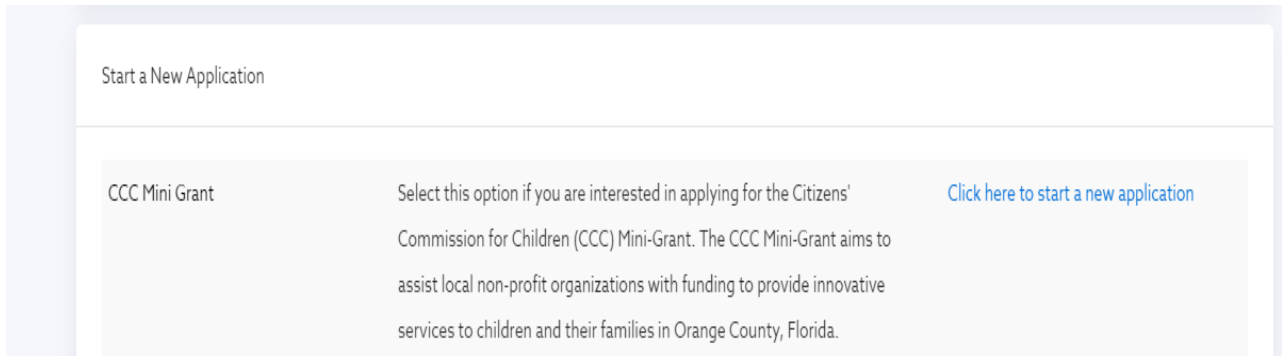 Start a New Application
CCC Mini Grant
Select this option if you are interested in applying for the Citizens'
Commission for Children (CCC) Mini-Grant. The CCC Mini-Grant aims to
assist local non-profit organizations with funding to provide innovative
services to children and their families in Orange County, Florida.
Click here to start a new application